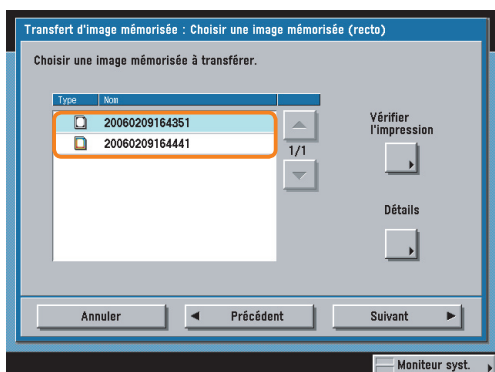 Transfert d'image mémorisée : Choisir une image mémorisée (recto)
Choisir une image mémorisée à transférer.
Type Nom
20060209164351
20060209164441
1/1
Vérifier
l'impression
Détails
Annuler
◄ Précédent
Suivant ►
Moniteur syst.